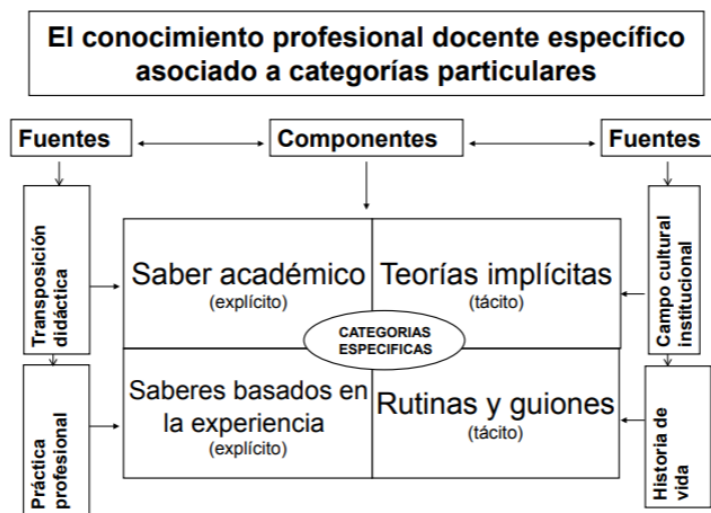 El conocimiento profesional docente específico
asociado a categorías particulares
Fuentes
Componentes
Fuentes
Transposición
didáctica
Saber académico
(explícito)
Teorías implícitas
(tácito)
Campo cultural
institucional
CATEGORIAS
ESPECIFICAS
Práctica
profesional
Saberes basados en
la experiencia
(explícito)
Rutinas y guiones
(tácito)
Historia de
vida